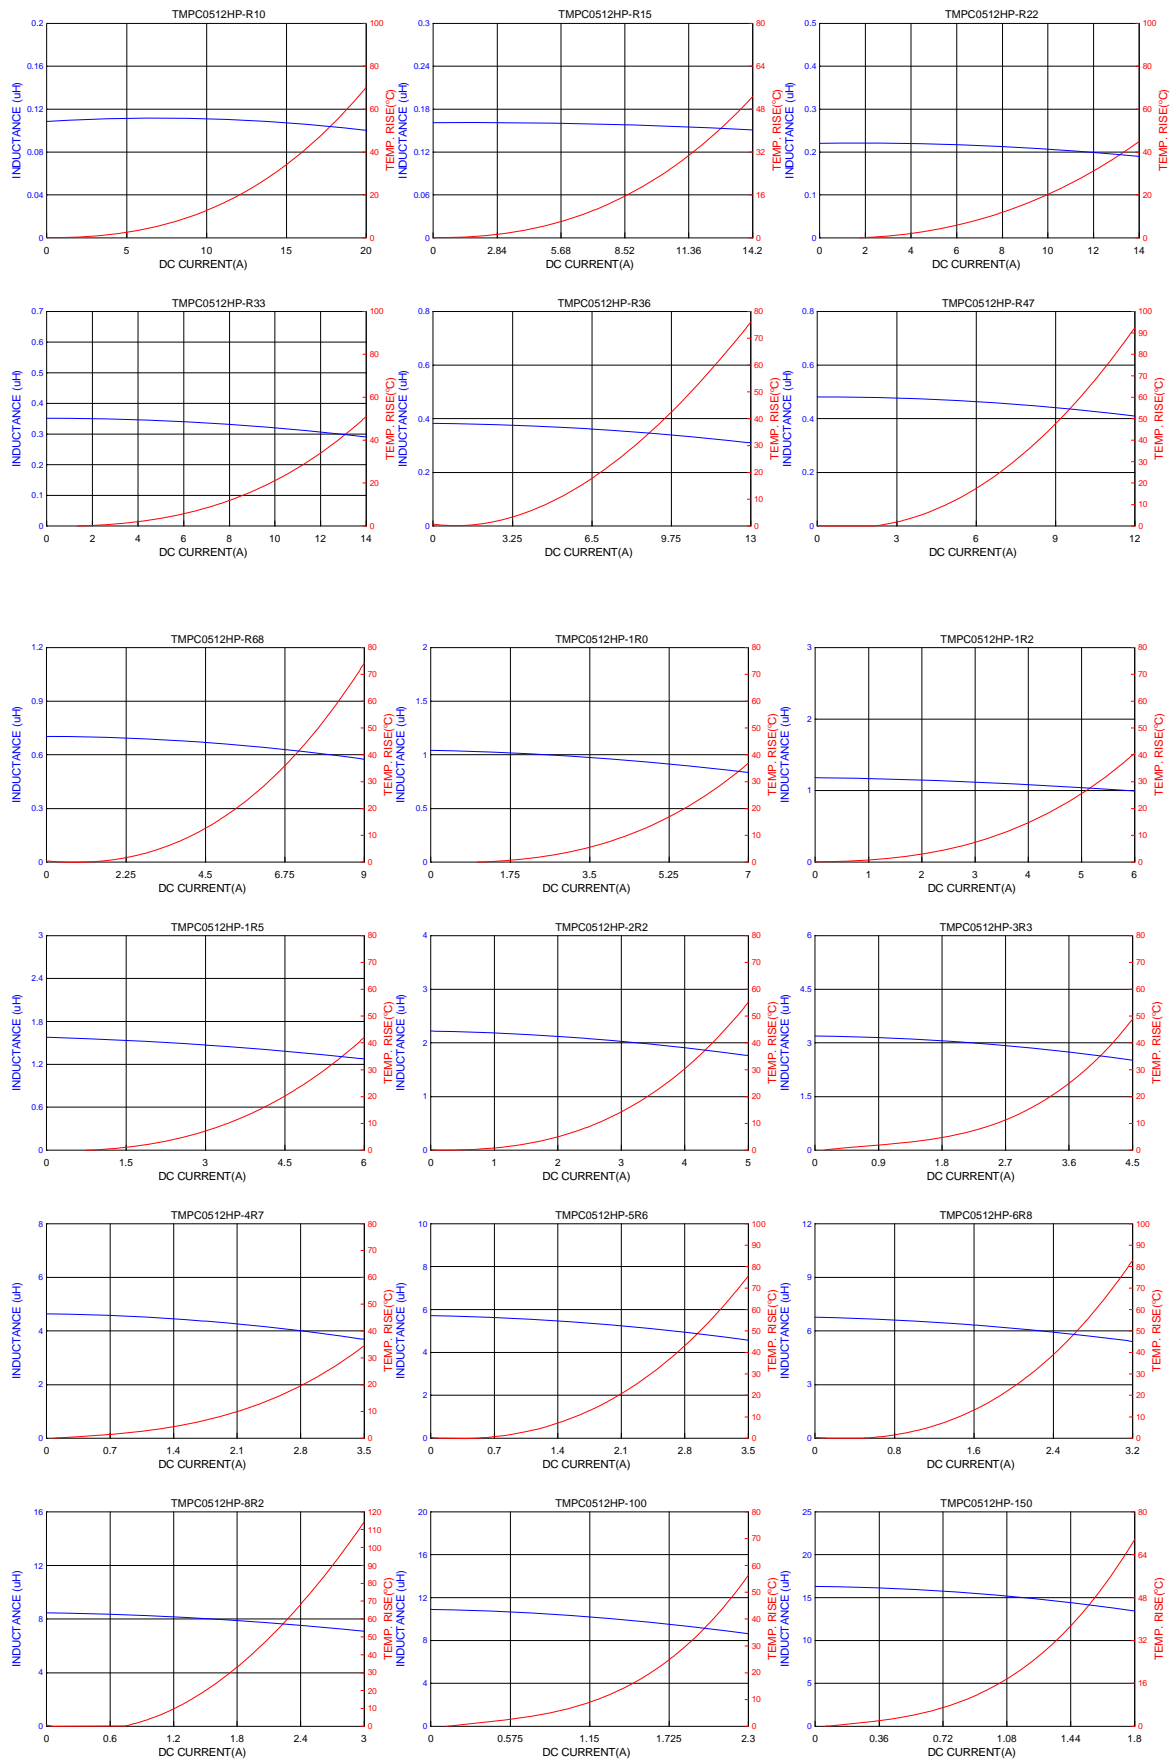 TMPC0512HP-R10
0.2
0.16
0.12
0.08
0.04
0
INDUCTANCE (uH)
100
80
60
40
20
0
TEMP. RISE(°C)
0 5 10 15 20
DC CURRENT(A)
TMPC0512HP-R15
0.3
0.24
0.18
0.12
0.06
0
INDUCTANCE (uH)
80
64
48
32
16
0
TEMP. RISE(°C)
0 2.84 5.68 8.52 11.36 14.2
DC CURRENT(A)
TMPC0512HP-R22
0.5
0.4
0.3
0.2
0.1
0
INDUCTANCE (uH)
100
80
60
40
20
0
TEMP. RISE(°C)
0 2 4 6 8 10 12 14
DC CURRENT(A)
TMPC0512HP-R33
0.7
0.6
0.5
0.4
0.3
0.2
0.1
0
INDUCTANCE (uH)
100
80
60
40
20
0
TEMP. RISE(°C)
0 2 4 6 8 10 12 14
DC CURRENT(A)
TMPC0512HP-R36
0.8
0.6
0.4
0.2
0
INDUCTANCE (uH)
80
70
60
50
40
30
20
10
0
TEMP. RISE(°C)
0 3.25 6.5 9.75 13
DC CURRENT(A)
TMPC0512HP-R47
0.8
0.6
0.4
0.2
0
INDUCTANCE (uH)
100
90
80
70
60
50
40
30
20
10
0
TEMP. RISE(°C)
0 3 6 9 12
DC CURRENT(A)
TMPC0512HP-R68
1.2
0.9
0.6
0.3
0
INDUCTANCE (uH)
80
70
60
50
40
30
20
10
0
TEMP. RISE(°C)
0 2.25 4.5 6.75 9
DC CURRENT(A)
TMPC0512HP-1R0
2
1.5
1
0.5
0
INDUCTANCE (uH)
80
70
60
50
40
30
20
10
0
TEMP. RISE(°C)
0 1.75 3.5 5.25 7
DC CURRENT(A)
TMPC0512HP-1R2
3
2
1
0
INDUCTANCE (uH)
80
70
60
50
40
30
20
10
0
TEMP. RISE(°C)
0 1 2 3 4 5 6
DC CURRENT(A)
TMPC0512HP-1R5
3
2.4
1.8
1.2
0.6
0
INDUCTANCE (uH)
80
70
60
50
40
30
20
10
0
TEMP. RISE(°C)
0 1.5 3 4.5 6
DC CURRENT(A)
TMPC0512HP-2R2
4
3
2
1
0
INDUCTANCE (uH)
80
70
60
50
40
30
20
10
0
TEMP. RISE(°C)
0 1 2 3 4 5
DC CURRENT(A)
TMPC0512HP-3R3
6
4.5
3
1.5
0
INDUCTANCE (uH)
80
70
60
50
40
30
20
10
0
TEMP. RISE(°C)
0 0.9 1.8 2.7 3.6 4.5
DC CURRENT(A)
TMPC0512HP-4R7
8
6
4
2
0
INDUCTANCE (uH)
80
70
60
50
40
30
20
10
0
TEMP. RISE(°C)
0 0.7 1.4 2.1 2.8 3.5
DC CURRENT(A)
TMPC0512HP-5R6
10
8
6
4
2
0
INDUCTANCE (uH)
100
90
80
70
60
50
40
30
20
10
0
TEMP. RISE(°C)
0 0.7 1.4 2.1 2.8 3.5
DC CURRENT(A)
TMPC0512HP-6R8
12
9
6
3
0
INDUCTANCE (uH)
100
90
80
70
60
50
40
30
20
10
0
TEMP. RISE(°C)
0 0.8 1.6 2.4 3.2
DC CURRENT(A)
TMPC0512HP-8R2
16
12
8
4
0
INDUCTANCE (uH)
120
110
100
90
80
70
60
50
40
30
20
10
0
TEMP. RISE(°C)
0 0.6 1.2 1.8 2.4 3
DC CURRENT(A)
TMPC0512HP-100
20
16
12
8
4
0
INDUCTANCE (uH)
80
70
60
50
40
30
20
10
0
TEMP. RISE(°C)
0 0.575 1.15 1.725 2.3
DC CURRENT(A)
TMPC0512HP-150
25
20
15
10
5
0
INDUCTANCE (uH)
80
64
48
32
16
0
TEMP. RISE(°C)
0 0.36 0.72 1.08 1.44 1.8
DC CURRENT(A)